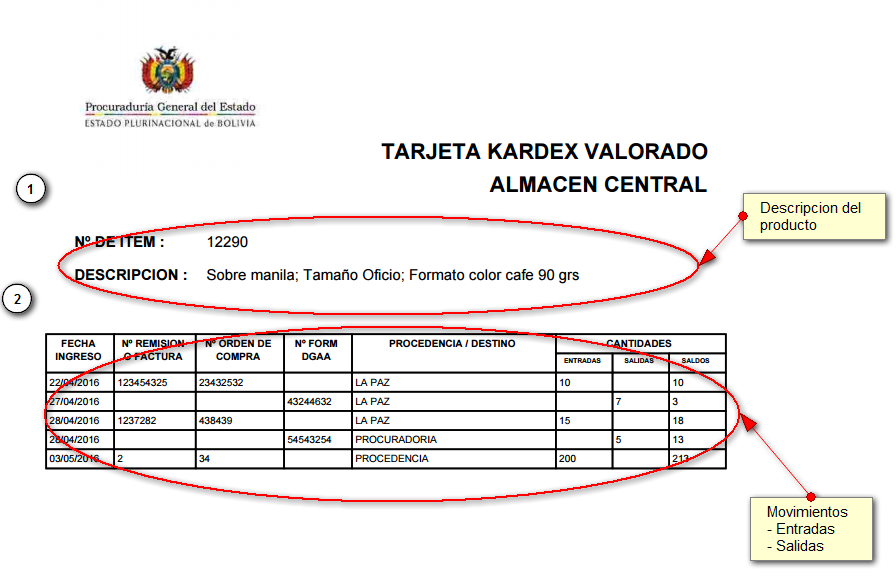 Procuraduría General del Estado
ESTADO PLURINACIONAL de BOLIVIA
TARJETA KARDEX VALORADO
ALMACEN CENTRAL
1
Descripcion del
producto
Nº DE ITEM : 12290
DESCRIPCION : Sobre manila; Tamaño Oficio; Formato color cafe 90 grs
2
FECHA INGRESO Nº REMISION O FACTURA Nº ORDEN DE COMPRA Nº FORM DGAA PROCEDENCIA / DESTINO CANTIDADES
ENTRADAS SALIDAS SALDOS
22/04/2016 123454325 23432532 LA PAZ 10 10
27/04/2016 43244632 LA PAZ 7 3
28/04/2016 1237282 438439 LA PAZ 15 18
28/04/2016 54543254 PROCURADORIA 5 13
03/05/2016 2 34 PROCEDENCIA 200 213
Movimientos
- Entradas
- Salidas